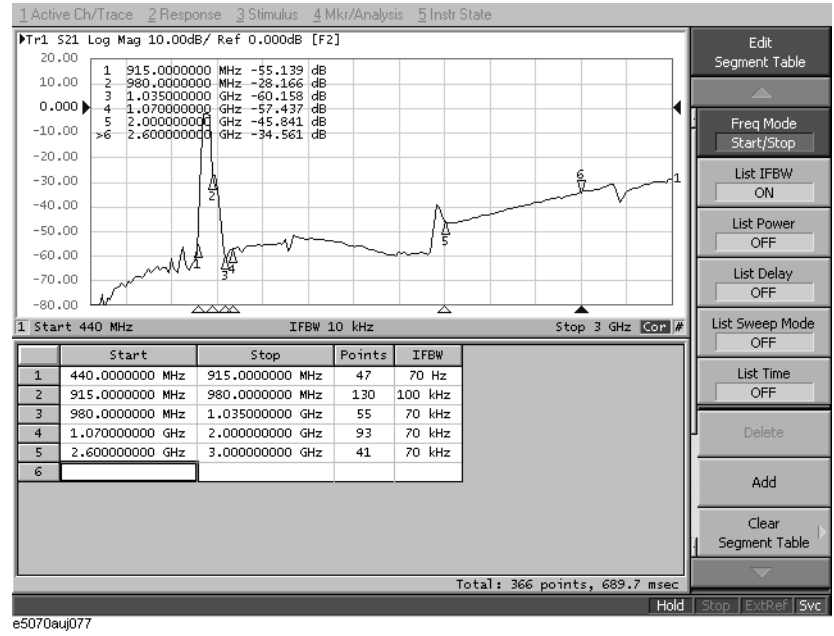 1 Active Ch/Trace 2 Response 3 Stimulus 4 Mkr/Analysis 5 Instr State
Tr1 S21 Log Mag 10.00dB/ Ref 0.000dB [F2]
20.00
10.00
0.000
-10.00
-20.00
-30.00
-40.00
-50.00
-60.00
-70.00
-80.00
1 915.0000000 MHz -55.139 dB
2 980.0000000 MHz -28.166 dB
3 1.035000000 GHz -60.158 dB
4 1.070000000 GHz -57.437 dB
5 2.000000000 GHz -45.841 dB
>6 2.600000000 GHz -34.561 dB
1
2
3
4
5
6
1
1 Start 440 MHz IFBW 10 kHz Stop 3 GHz Cor #
Start Stop Points IFBW
1 440.0000000 MHz 915.0000000 MHz 47 70 Hz
2 915.0000000 MHz 980.0000000 MHz 130 100 kHz
3 980.0000000 MHz 1.035000000 GHz 55 70 kHz
4 1.070000000 GHz 2.000000000 GHz 93 70 kHz
5 2.600000000 GHz 3.000000000 GHz 41 70 kHz
6
Total: 366 points, 689.7 msec
Edit
Segment Table
Freq Mode
Start/Stop
List IFBW
ON
List Power
OFF
List Delay
OFF
List Sweep Mode
OFF
List Time
OFF
Delete
Add
Clear
Segment Table
Hold Stop ExtRef Svc
e5070auj077